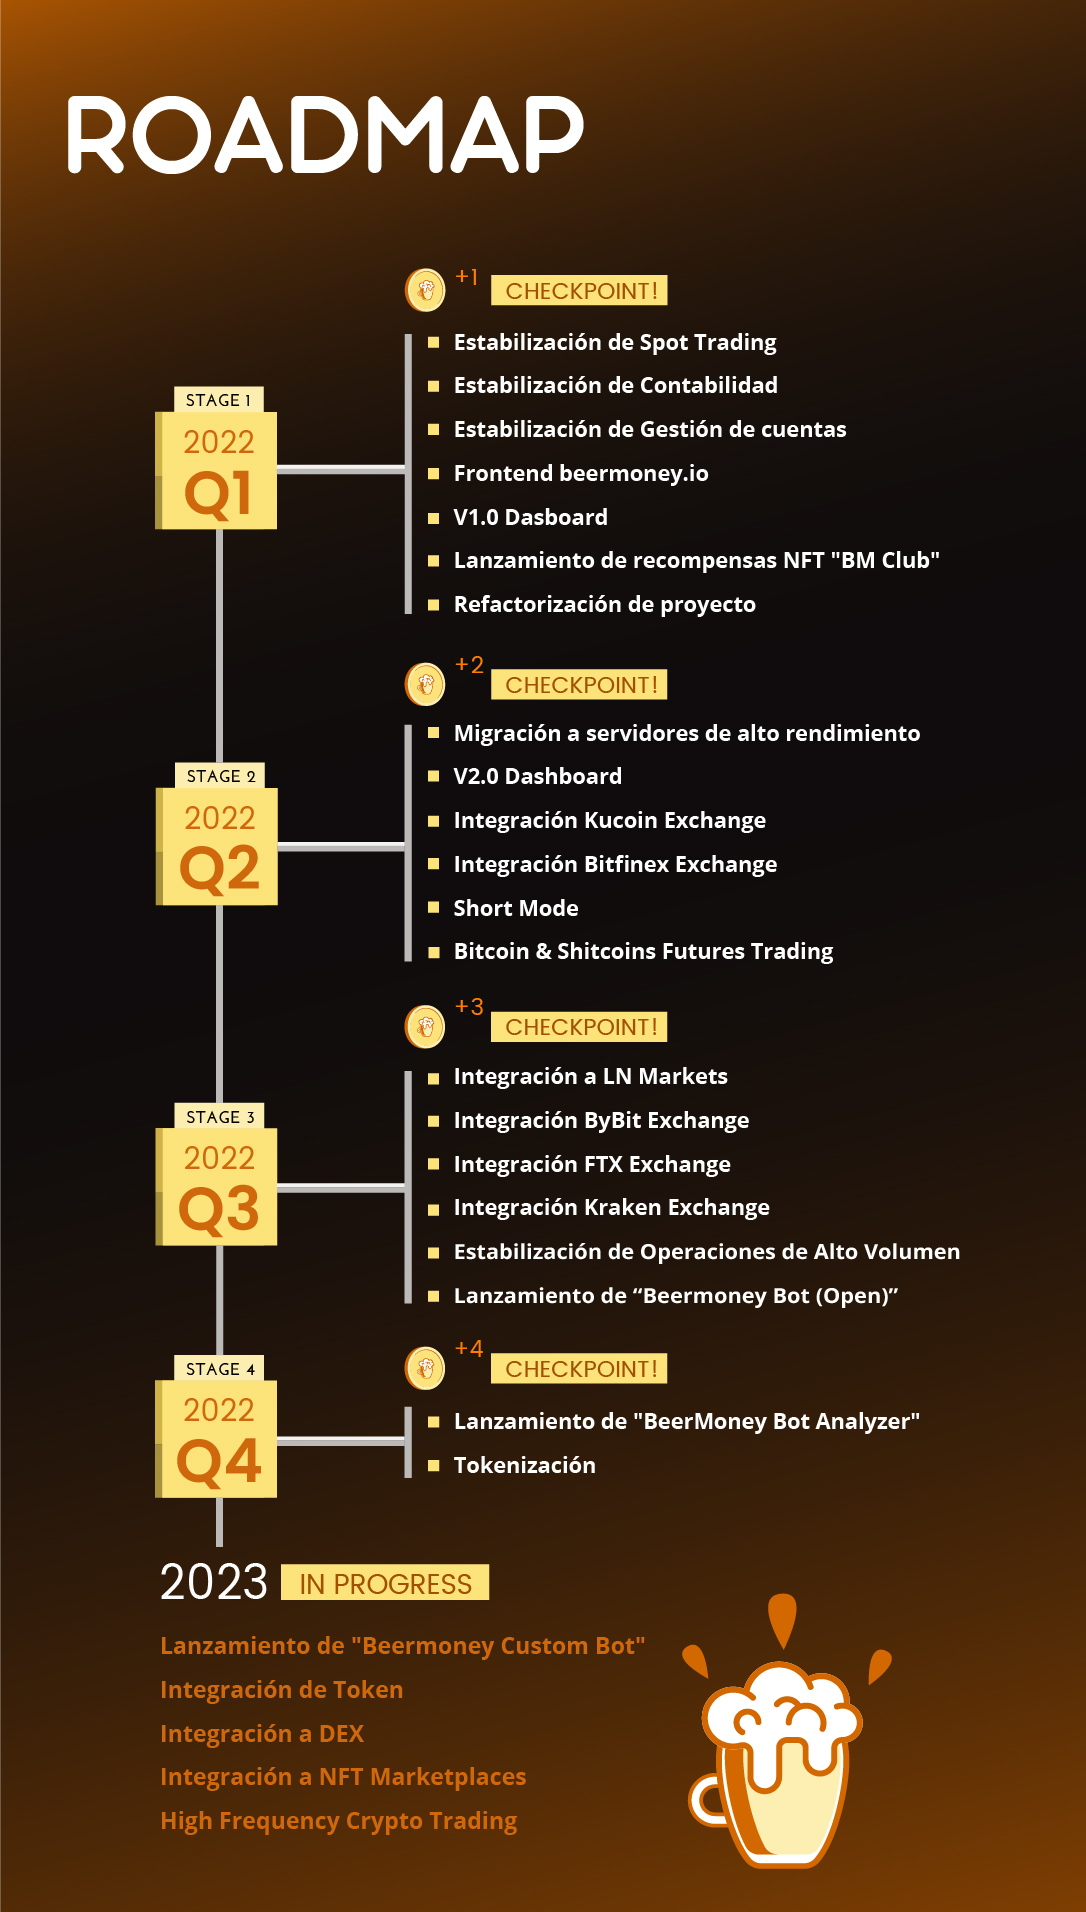 ROADMAP
+1
CHECKPOINT!
Estabilización de Spot Trading
Estabilización de Contabilidad
Estabilización de Gestión de cuentas
Frontend beermoney.io
V1.0 Dasboard
Lanzamiento de recompensas NFT "BM Club"
Refactorización de proyecto
STAGE 1
2022
Q1
+2
CHECKPOINT!
Migración a servidores de alto rendimiento
V2.0 Dashboard
Integración Kucoin Exchange
Integración Bitfinex Exchange
Short Mode
Bitcoin & Shitcoins Futures Trading
STAGE 2
2022
Q2
+3
CHECKPOINT!
Integración a LN Markets
Integración ByBit Exchange
Integración FTX Exchange
Integración Kraken Exchange
Estabilización de Operaciones de Alto Volumen
Lanzamiento de “Beermoney Bot (Open)”
STAGE 3
2022
Q3
+4
CHECKPOINT!
Lanzamiento de "BeerMoney Bot Analyzer"
Tokenización
STAGE 4
2022
Q4
2023 IN PROGRESS
Lanzamiento de "Beermoney Custom Bot"
Integración de Token
Integración a DEX
Integración a NFT Marketplaces
High Frequency Crypto Trading